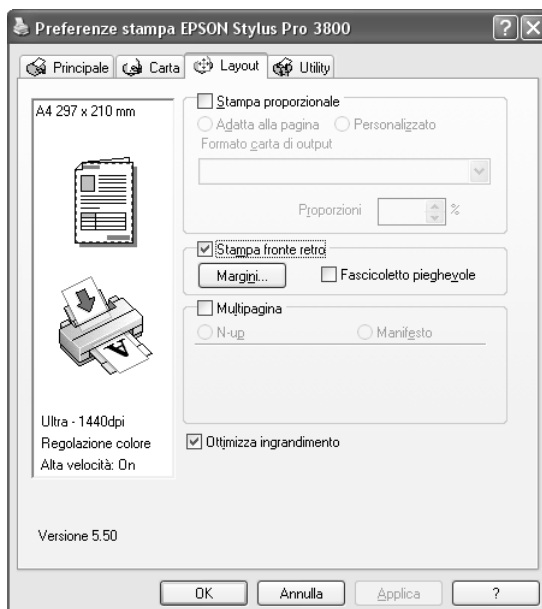 Preferenze stampa EPSON Stylus Pro 3800
Principale Carta Layout Utility
A4 297 x 210 mm
Ultra - 1440dpi
Regolazione colore
Alta velocità: On
Stampa proporzionale
Adatta alla pagina Personalizzato
Formato carta di output
Proporzioni %
Stampa fronte retro
Margini... Fascicoletto pieghevole
Multipagina
N-up Manifesto
Ottimizza ingrandimento
Versione 5.50
OK Annulla Applica ?